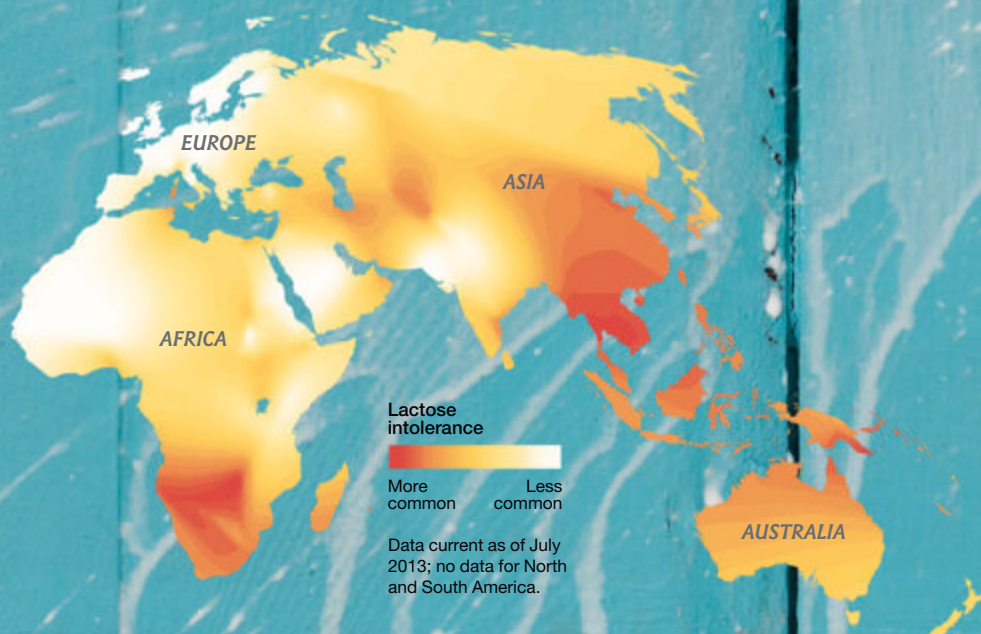 EUROPE
ASIA
AFRICA
Lactose
intolerance
More Less
common common
Data current as of July
2013; no data for North
and South America.
AUSTRALIA